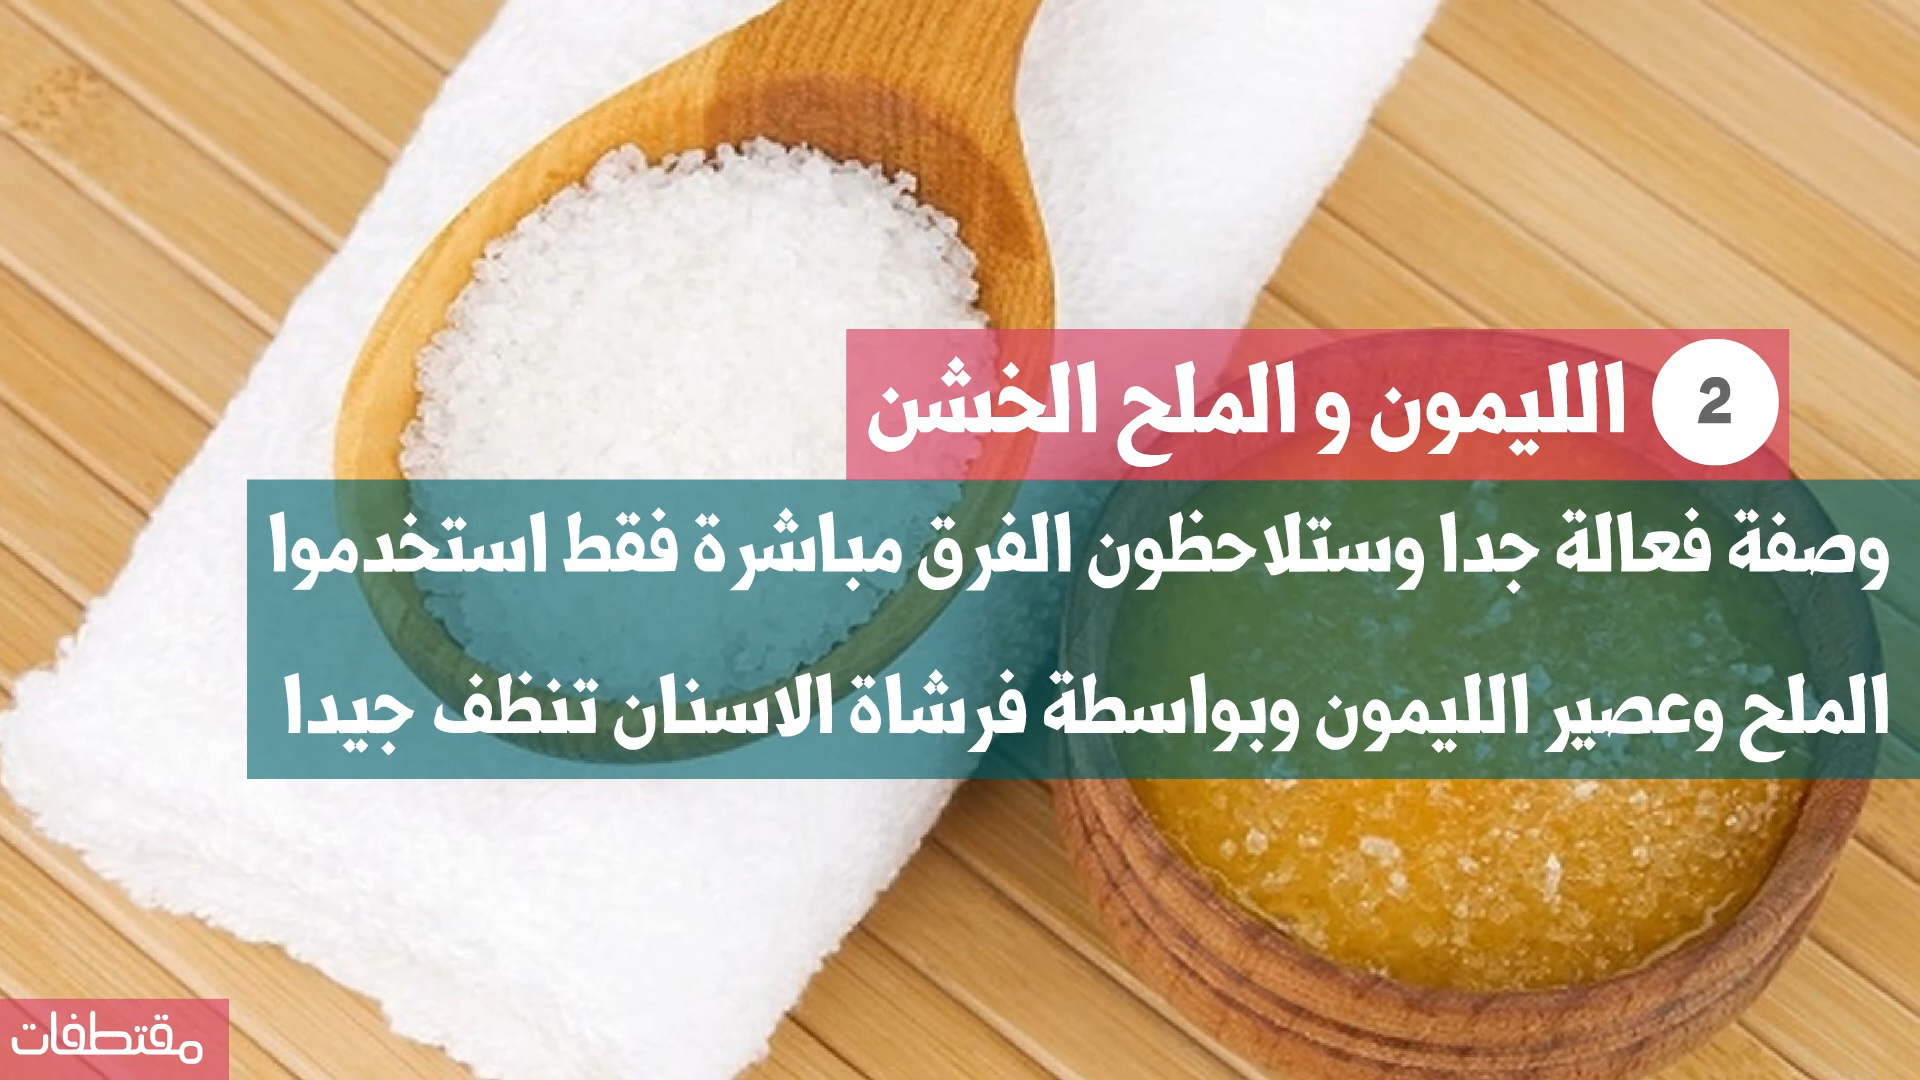 2 الليمون و الملح الخشن
وصفة فعالة جدا وستلاحظون الفرق مباشرة فقط استخدموا
الملح وعصير الليمون وبواسطة فرشاة الاسنان تنظف جيدا
مقتطفات